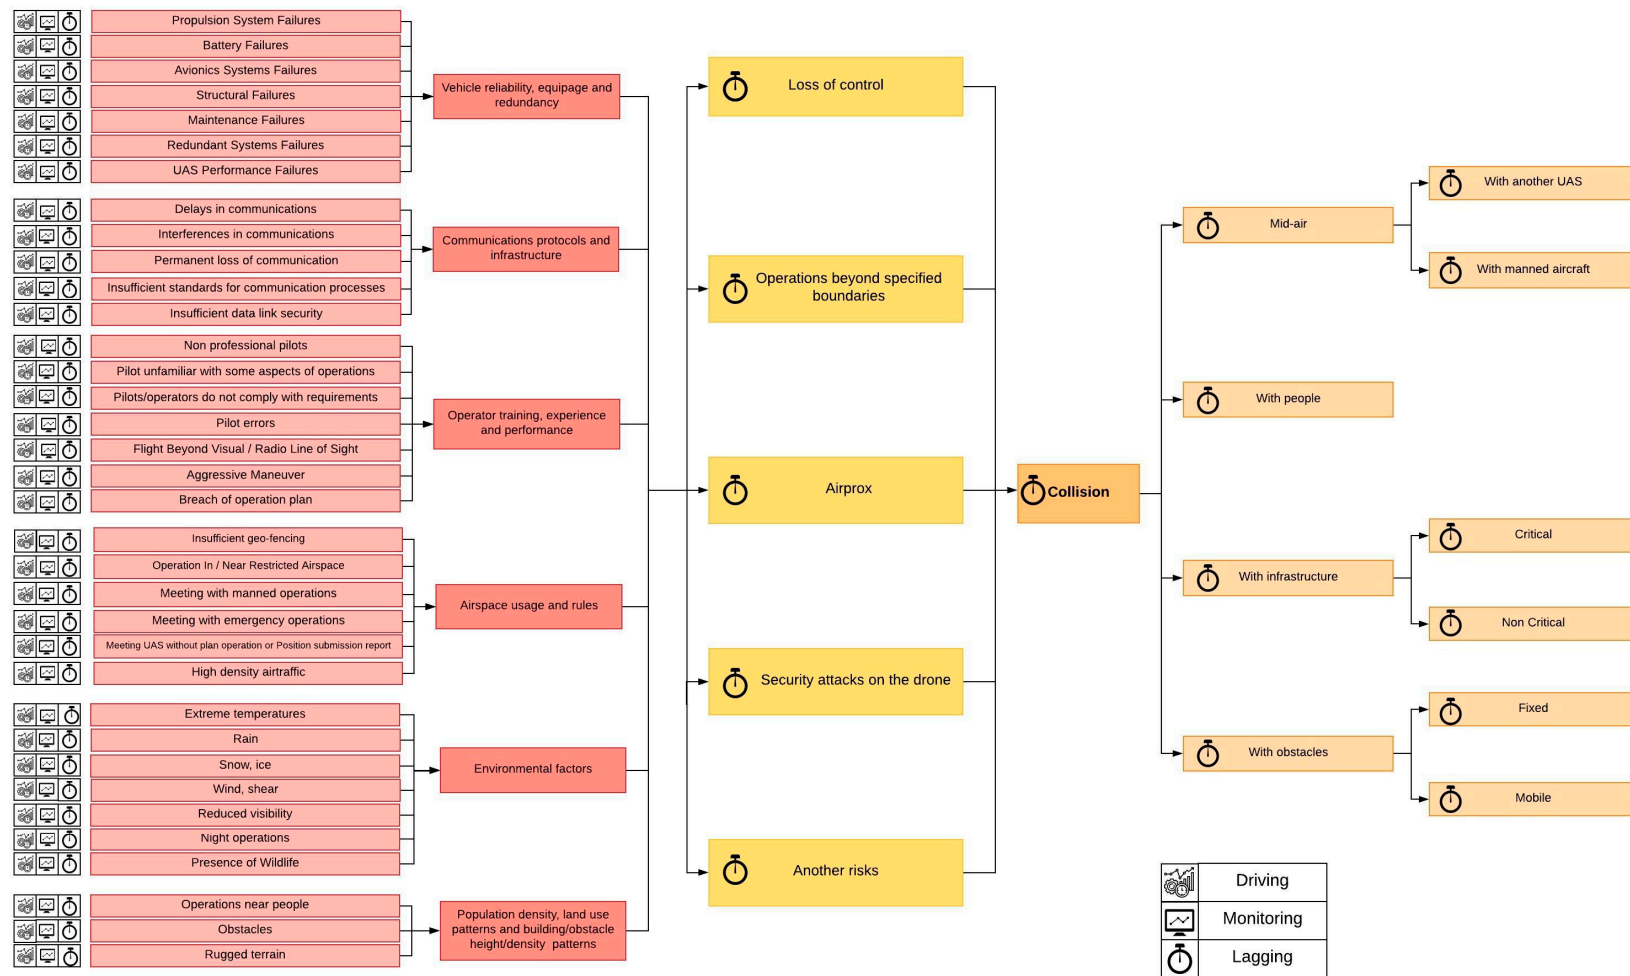 Propulsion System Failures
Battery Failures
Avionics Systems Failures
Structural Failures
Maintenance Failures
Redundant Systems Failures
UAS Performance Failures
Vehicle reliability, equipage and
redundancy
Delays in communications
Interferences in communications
Permanent loss of communication
Insufficient standards for communication processes
Insufficient data link security
Communications protocols and
infrastructure
Non professional pilots
Pilot unfamiliar with some aspects of operations
Pilots/operators do not comply with requirements
Pilot errors
Flight Beyond Visual / Radio Line of Sight
Aggressive Maneuver
Breach of operation plan
Operator training, experience
and performance
Insufficient geo-fencing
Operation In / Near Restricted Airspace
Meeting with manned operations
Meeting with emergency operations
Meeting UAS without plan operation or Position submission report
High density airtraffic
Airspace usage and rules
Extreme temperatures
Rain
Snow, ice
Wind, shear
Reduced visibility
Night operations
Presence of Wildlife
Environmental factors
Operations near people
Obstacles
Rugged terrain
Population density, land use
patterns and building/obstacle
height/density patterns
Loss of control
Operations beyond specified
boundaries
Airprox
Security attacks on the drone
Another risks
Collision
Mid-air
With another UAS
With manned aircraft
With people
With infrastructure
Critical
Non Critical
With obstacles
Fixed
Mobile
Driving
Monitoring
Lagging